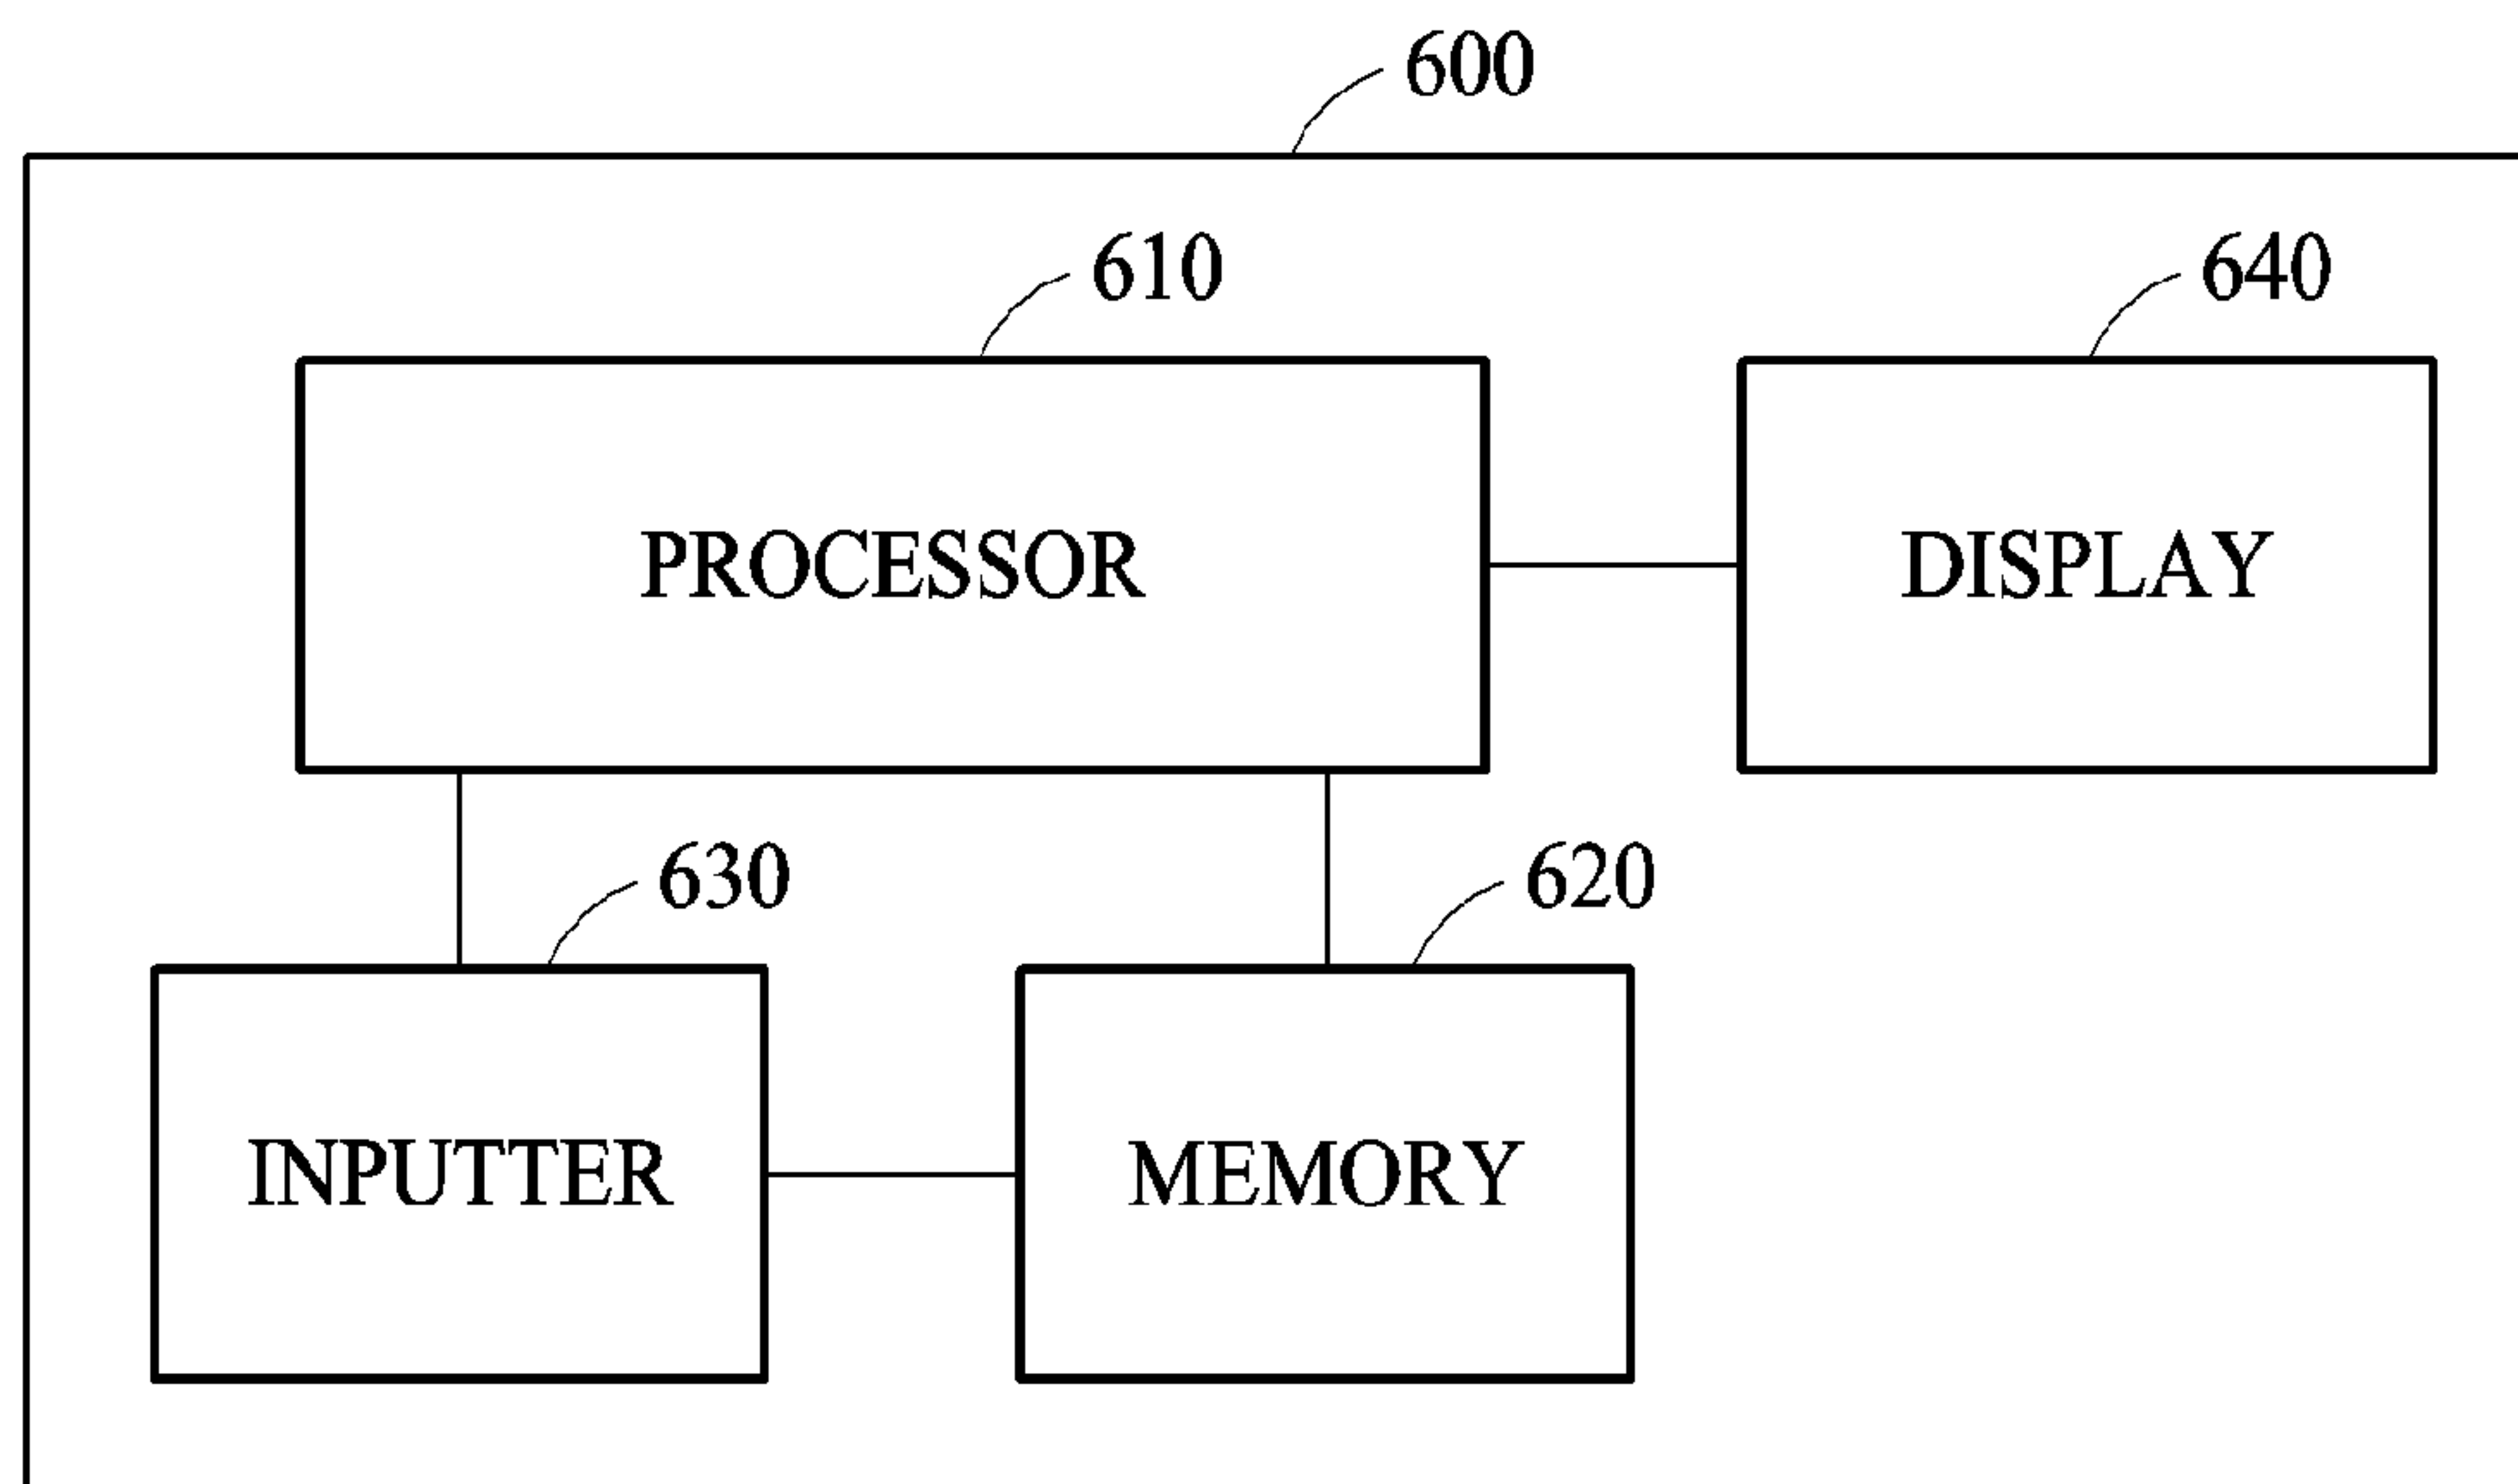 600
610
640
PROCESSOR
DISPLAY
630
620
INPUTTER
MEMORY